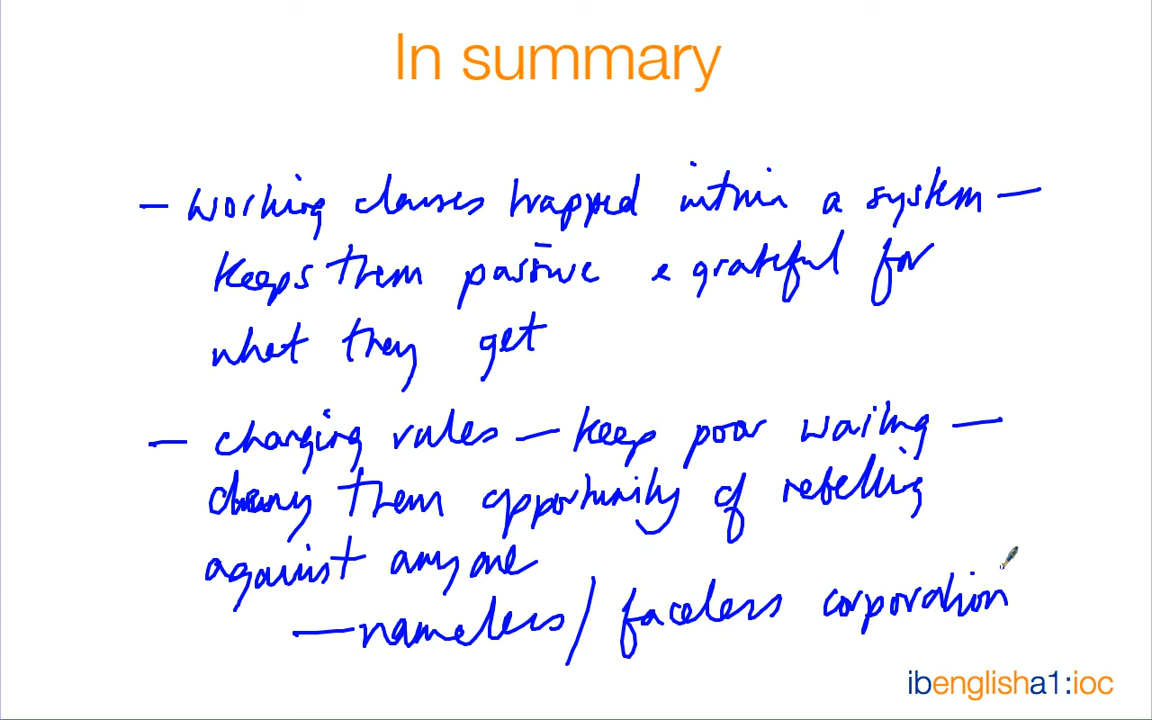 In summary
- working classes trapped within a system -
keeps them passive & grateful for
what they get
- changing rules - keep poor waiting -
deny them opportunity of rebelling
against anyone
- nameless / faceless corporation
ibenglisha1:ioc